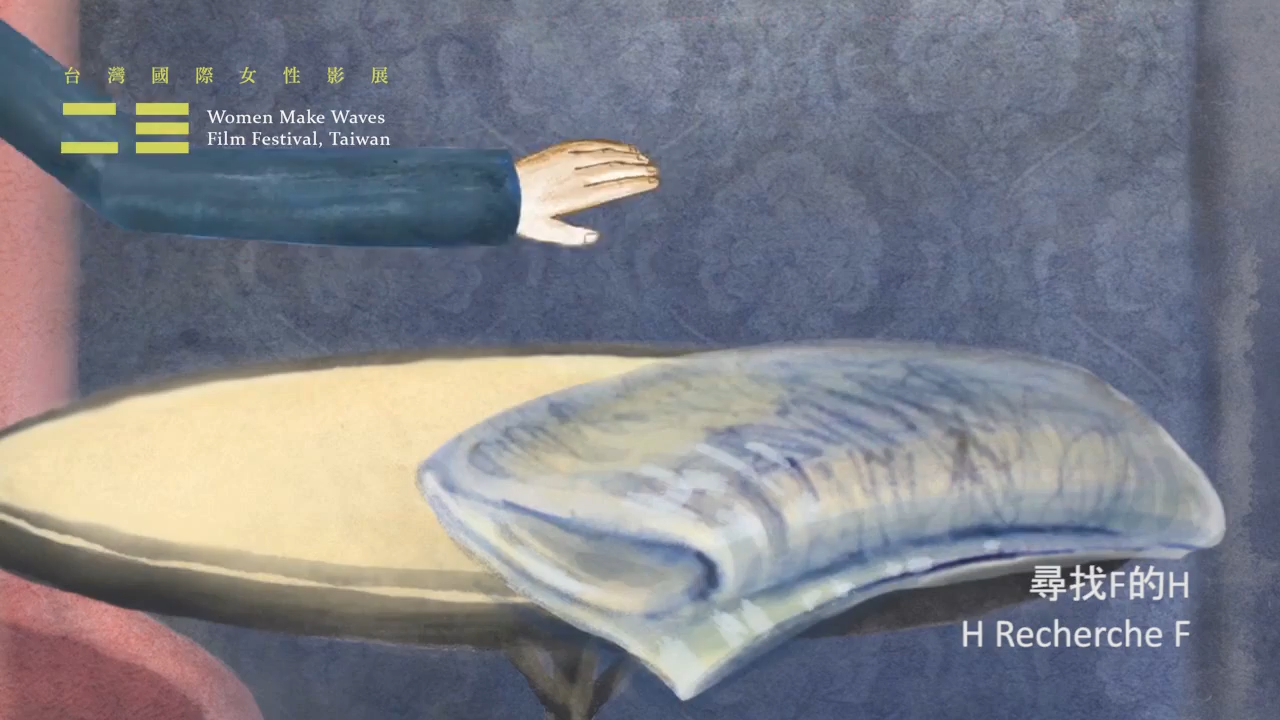 台灣國際女性影展
Women Make Waves
Film Festival, Taiwan
尋找F的H
H Recherche F